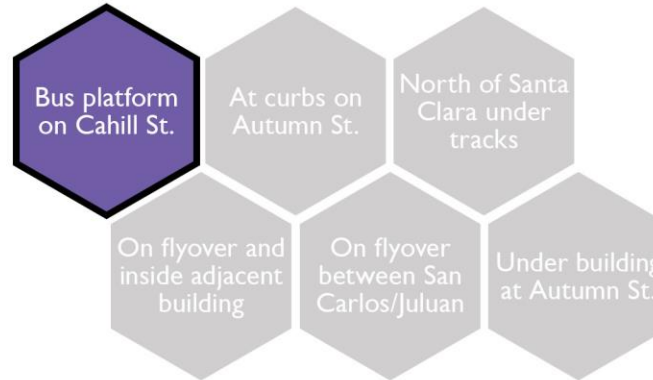 Bus platform
on Cahill St.
At curbs on
Autumn St.
North of Santa
Clara under
tracks
On flyover and
inside adjacent
building
On flyover
between San
Carlos/Juluan
Under building
at Autumn St.